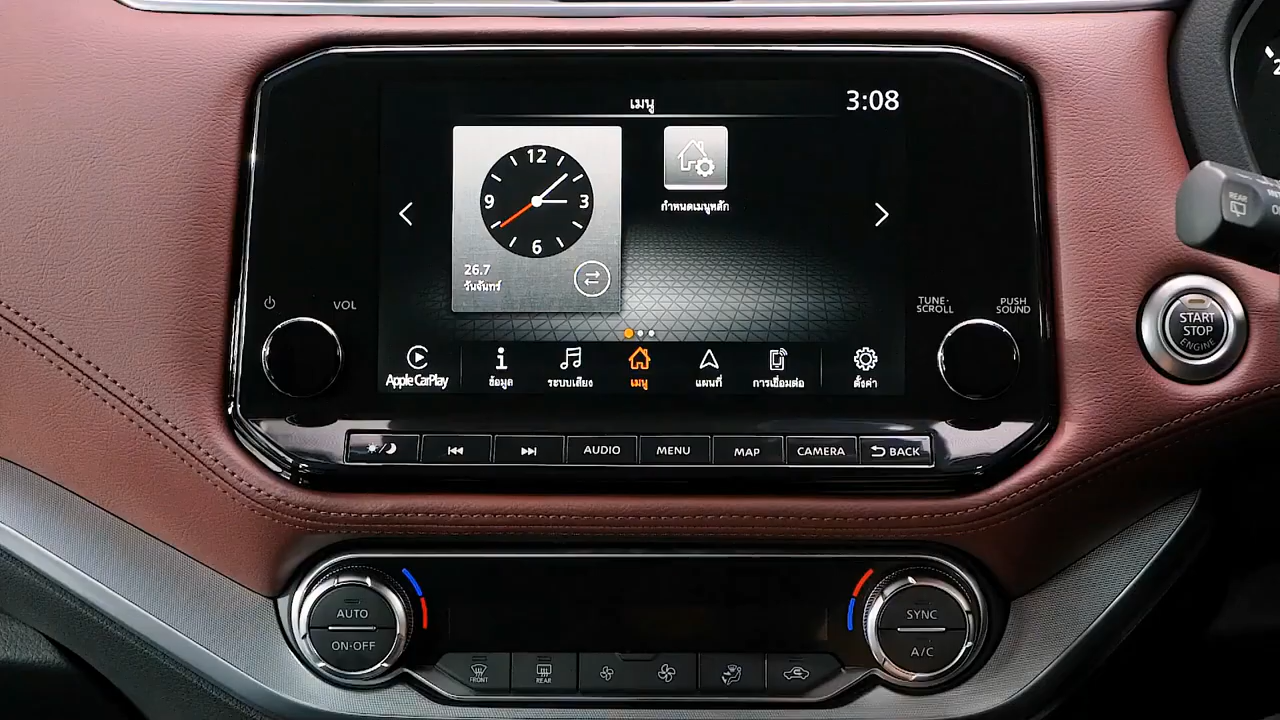 เมนู
3:08
12
9
3
6
26.7
วันจันทร์
กำหนดเมนูหลัก
VOL
TUNE·
SCROLL
PUSH
SOUND
START
STOP
ENGINE
REAR
Apple CarPlay
ข้อมูล
ระบบเสียง
เมนู
แผนที่
การเชื่อมต่อ
ตั้งค่า
AUDIO
MENU
MAP
CAMERA
BACK
AUTO
ON·OFF
SYNC
A/C
FRONT
REAR